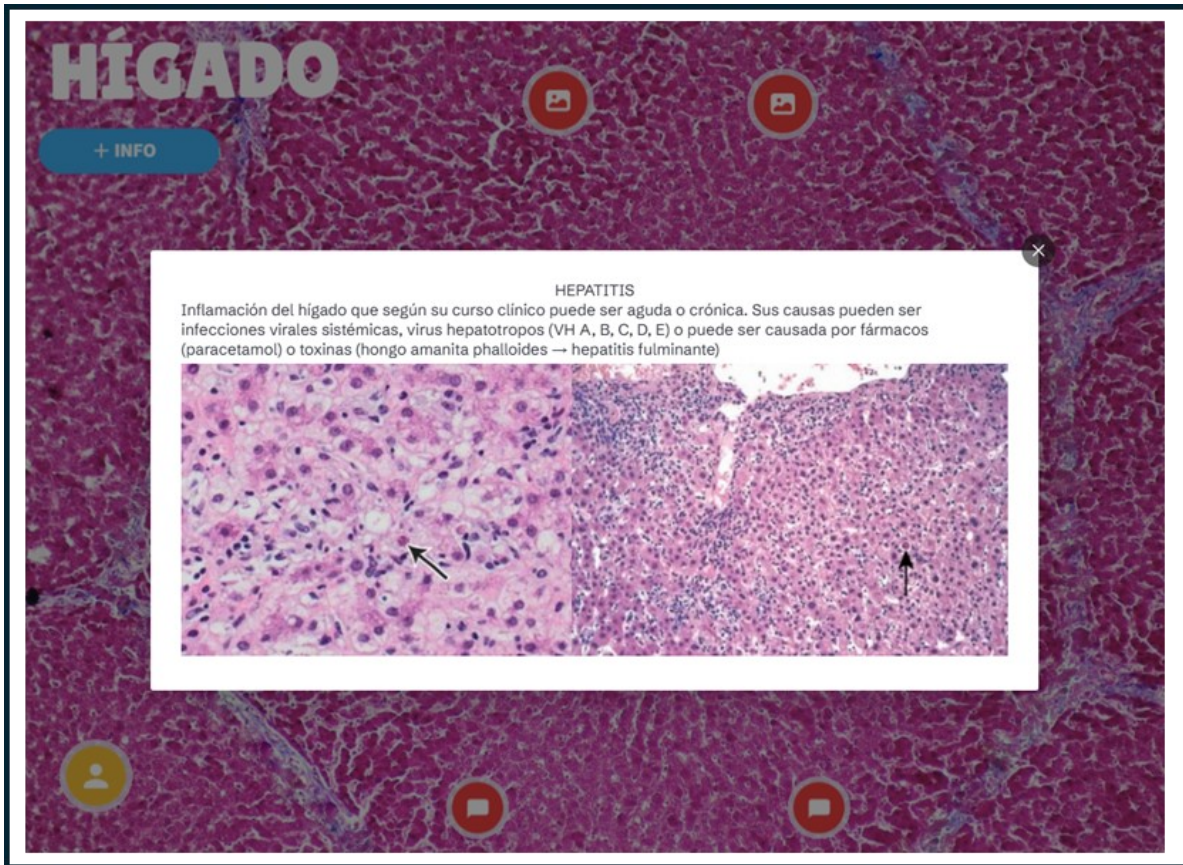 HÍGADO
+ INFO
HEPATITIS
Inflamación del hígado que según su curso clínico puede ser aguda o crónica. Sus causas pueden ser
infecciones virales sistémicas, virus hepatotropos (VH A, B, C, D, E) o puede ser causada por fármacos
(paracetamol) o toxinas (hongo amanita phalloides → hepatitis fulminante)